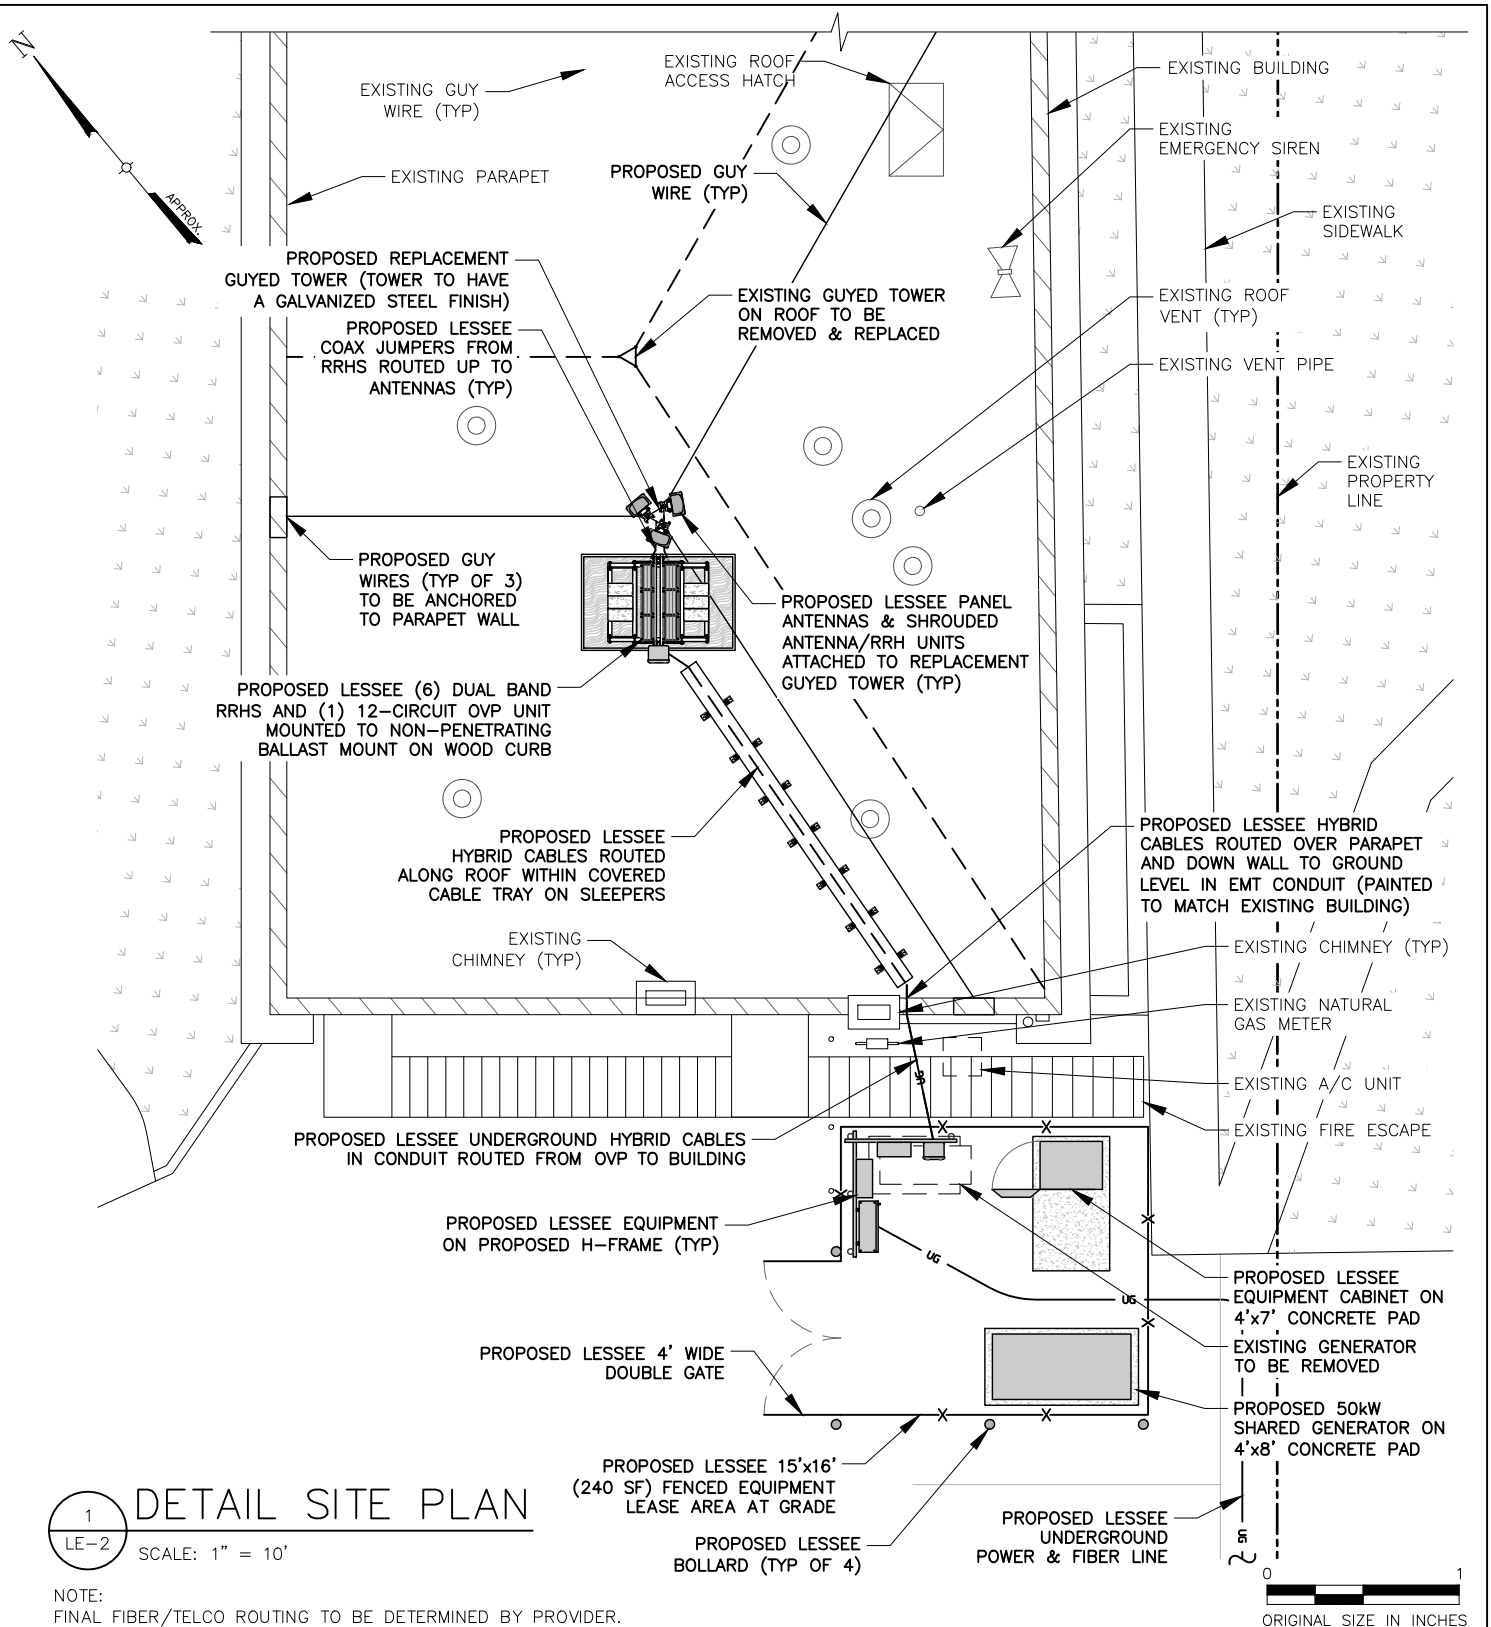 N
APPROX.
EXISTING GUY
WIRE (TYP)
EXISTING ROOF
ACCESS HATCH
EXISTING BUILDING
EXISTING
EMERGENCY SIREN
EXISTING PARAPET
PROPOSED GUY
WIRE (TYP)
EXISTING
SIDEWALK
PROPOSED REPLACEMENT
GUYED TOWER (TOWER TO HAVE
A GALVANIZED STEEL FINISH)
EXISTING GUYED TOWER
ON ROOF TO BE
REMOVED & REPLACED
EXISTING ROOF
VENT (TYP)
PROPOSED LESSEE
COAX JUMPERS FROM
RRHS ROUTED UP TO
ANTENNAS (TYP)
EXISTING VENT PIPE
EXISTING
PROPERTY
LINE
PROPOSED GUY
WIRES (TYP OF 3)
TO BE ANCHORED
TO PARAPET WALL
PROPOSED LESSEE PANEL
ANTENNAS & SHROUDED
ANTENNA/RRH UNITS
ATTACHED TO REPLACEMENT
GUYED TOWER (TYP)
PROPOSED LESSEE (6) DUAL BAND
RRHS AND (1) 12-CIRCUIT OVP UNIT
MOUNTED TO NON-PENETRATING
BALLAST MOUNT ON WOOD CURB
PROPOSED LESSEE
HYBRID CABLES ROUTED
ALONG ROOF WITHIN COVERED
CABLE TRAY ON SLEEPERS
PROPOSED LESSEE HYBRID
CABLES ROUTED OVER PARAPET
AND DOWN WALL TO GROUND
LEVEL IN EMT CONDUIT (PAINTED
TO MATCH EXISTING BUILDING)
EXISTING
CHIMNEY (TYP)
EXISTING CHIMNEY (TYP)
EXISTING NATURAL
GAS METER
EXISTING A/C UNIT
UG
EXISTING FIRE ESCAPE
PROPOSED LESSEE UNDERGROUND HYBRID CABLES
IN CONDUIT ROUTED FROM OVP TO BUILDING
PROPOSED LESSEE EQUIPMENT
ON PROPOSED H-FRAME (TYP)
UG
UG
PROPOSED LESSEE
EQUIPMENT CABINET ON
4'x7' CONCRETE PAD
EXISTING GENERATOR
TO BE REMOVED
PROPOSED LESSEE 4' WIDE
DOUBLE GATE
PROPOSED 50kW
SHARED GENERATOR ON
4'x8' CONCRETE PAD
PROPOSED LESSEE 15'x16'
(240 SF) FENCED EQUIPMENT
LEASE AREA AT GRADE
PROPOSED LESSEE
BOLLARD (TYP OF 4)
PROPOSED LESSEE
UNDERGROUND
POWER & FIBER LINE
UG
1
LE-2
DETAIL SITE PLAN
SCALE: 1" = 10'
NOTE:
FINAL FIBER/TELCO ROUTING TO BE DETERMINED BY PROVIDER.
0 1
ORIGINAL SIZE IN INCHES